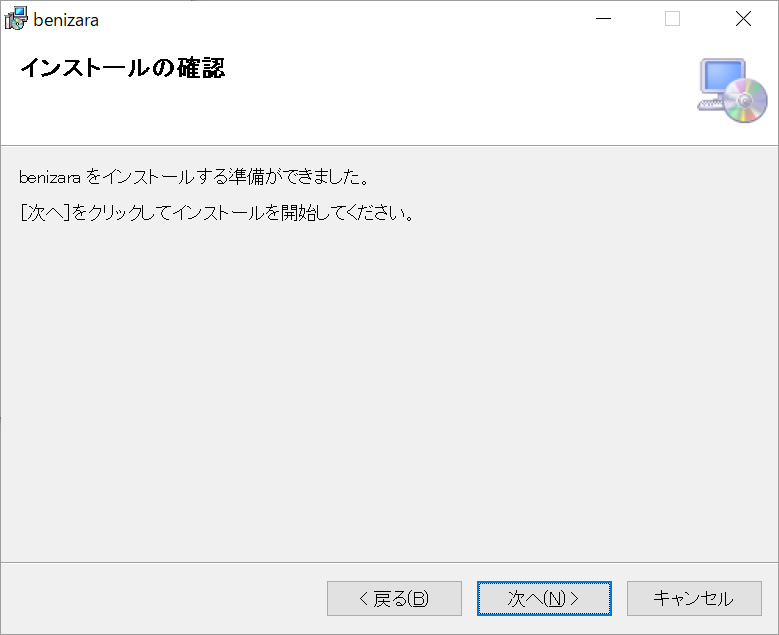 benizara
インストールの確認
benizara をインストールする準備ができました。
[次へ]をクリックしてインストールを開始してください。
< 戻る(B)
次へ(N) >
キャンセル